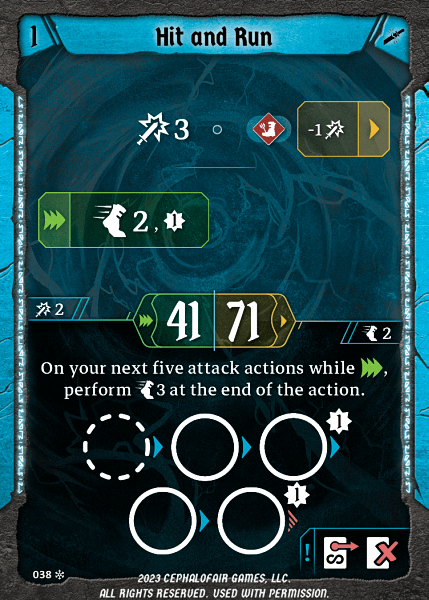 1 Hit and Run
3 -1
2, 1
2 41 71 2
On your next five attack actions while ,
perform 3 at the end of the action.
1
1
!
038
2023 CEPHALOFAIR GAMES, LLC.
ALL RIGHTS RESERVED. USED WITH PERMISSION.